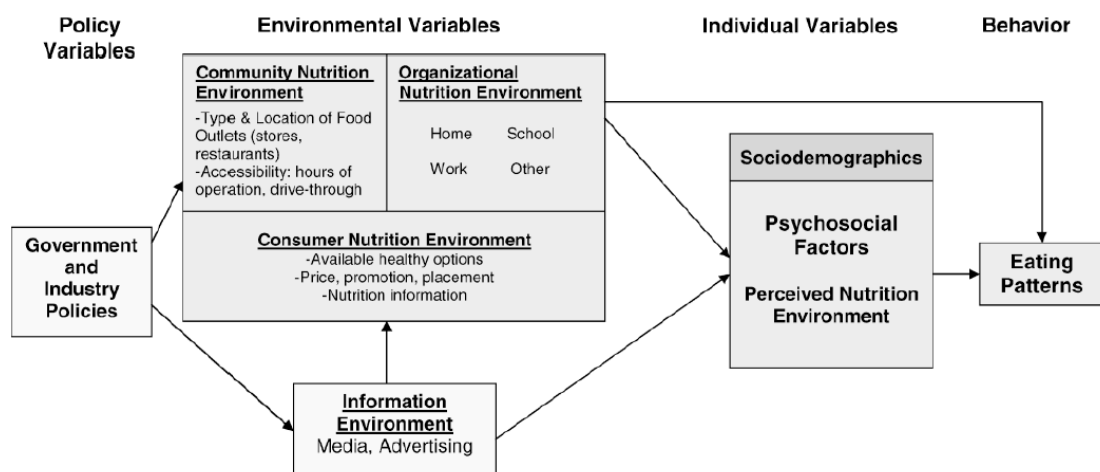 Policy
Variables
Environmental Variables
Individual Variables
Behavior
Community Nutrition
Environment
-Type & Location of Food
Outlets (stores,
restaurants)
-Accessibility: hours of
operation, drive-through
Organizational
Nutrition Environment
Home School
Work Other
Consumer Nutrition Environment
-Available healthy options
-Price, promotion, placement
-Nutrition information
Government
and
Industry
Policies
Information
Environment
Media, Advertising
Sociodemographics
Psychosocial
Factors
Perceived Nutrition
Environment
Eating
Patterns